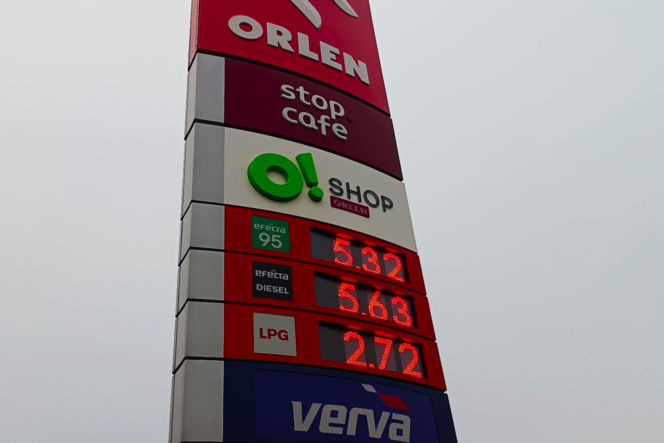 ORLEN
stop
cafe
O! SHOP
ORLEN
efecta
95
5.32
efecta
DIESEL
5.63
LPG
2.72
verva